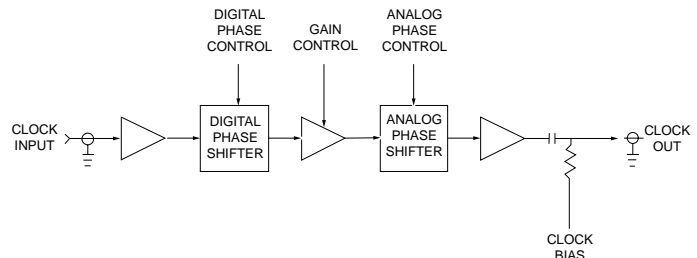 DIGITAL
PHASE
CONTROL
GAIN
CONTROL
ANALOG
PHASE
CONTROL
CLOCK
INPUT
DIGITAL
PHASE
SHIFTER
ANALOG
PHASE
SHIFTER
CLOCK
OUT
CLOCK
BIAS